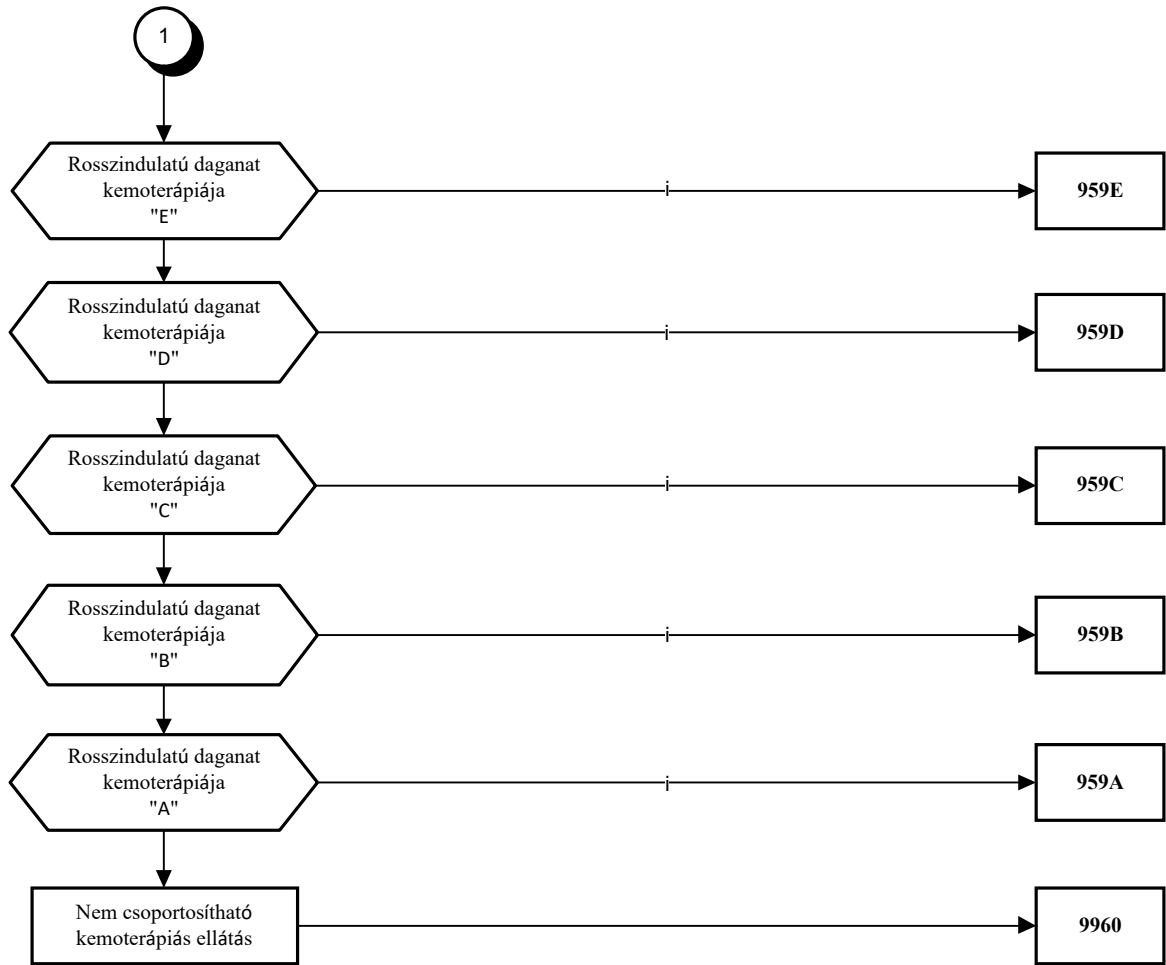 1
Rosszindulatú daganat
kemoterápiája
"E"
i
959E
Rosszindulatú daganat
kemoterápiája
"D"
i
959D
Rosszindulatú daganat
kemoterápiája
"C"
i
959C
Rosszindulatú daganat
kemoterápiája
"B"
i
959B
Rosszindulatú daganat
kemoterápiája
"A"
i
959A
Nem csoportosítható
kemoterápiás ellátás
9960